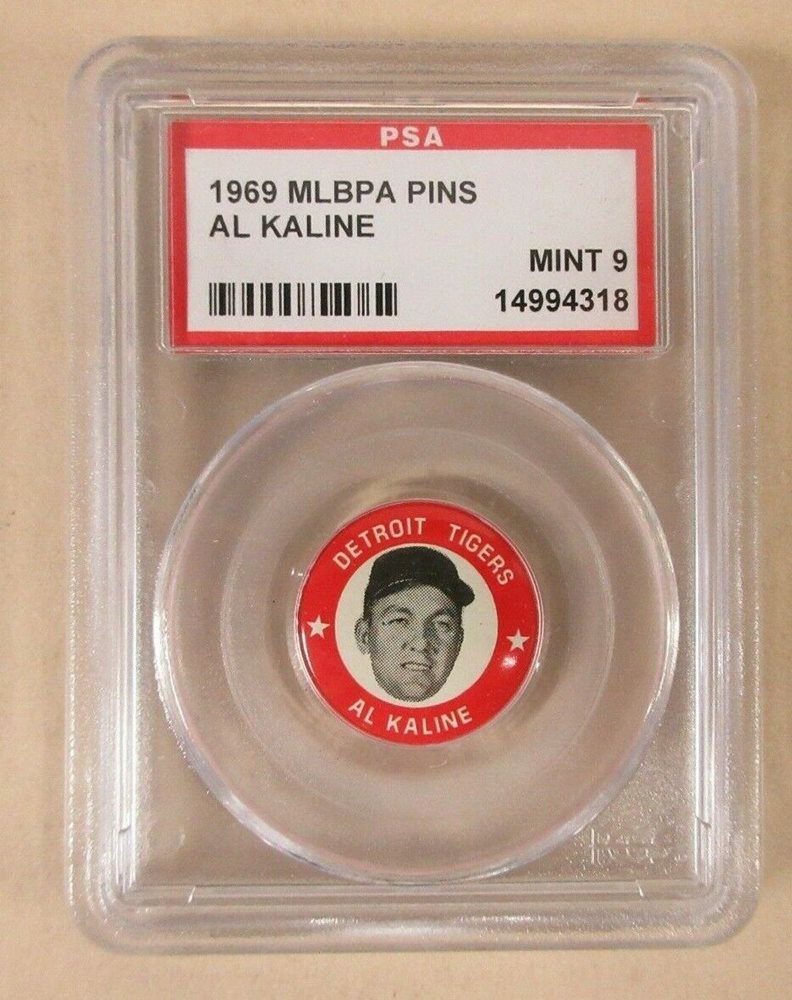 PSA
1969 MLBPA PINS
AL KALINE
MINT 9
14994318
DETROIT TIGERS
AL KALINE